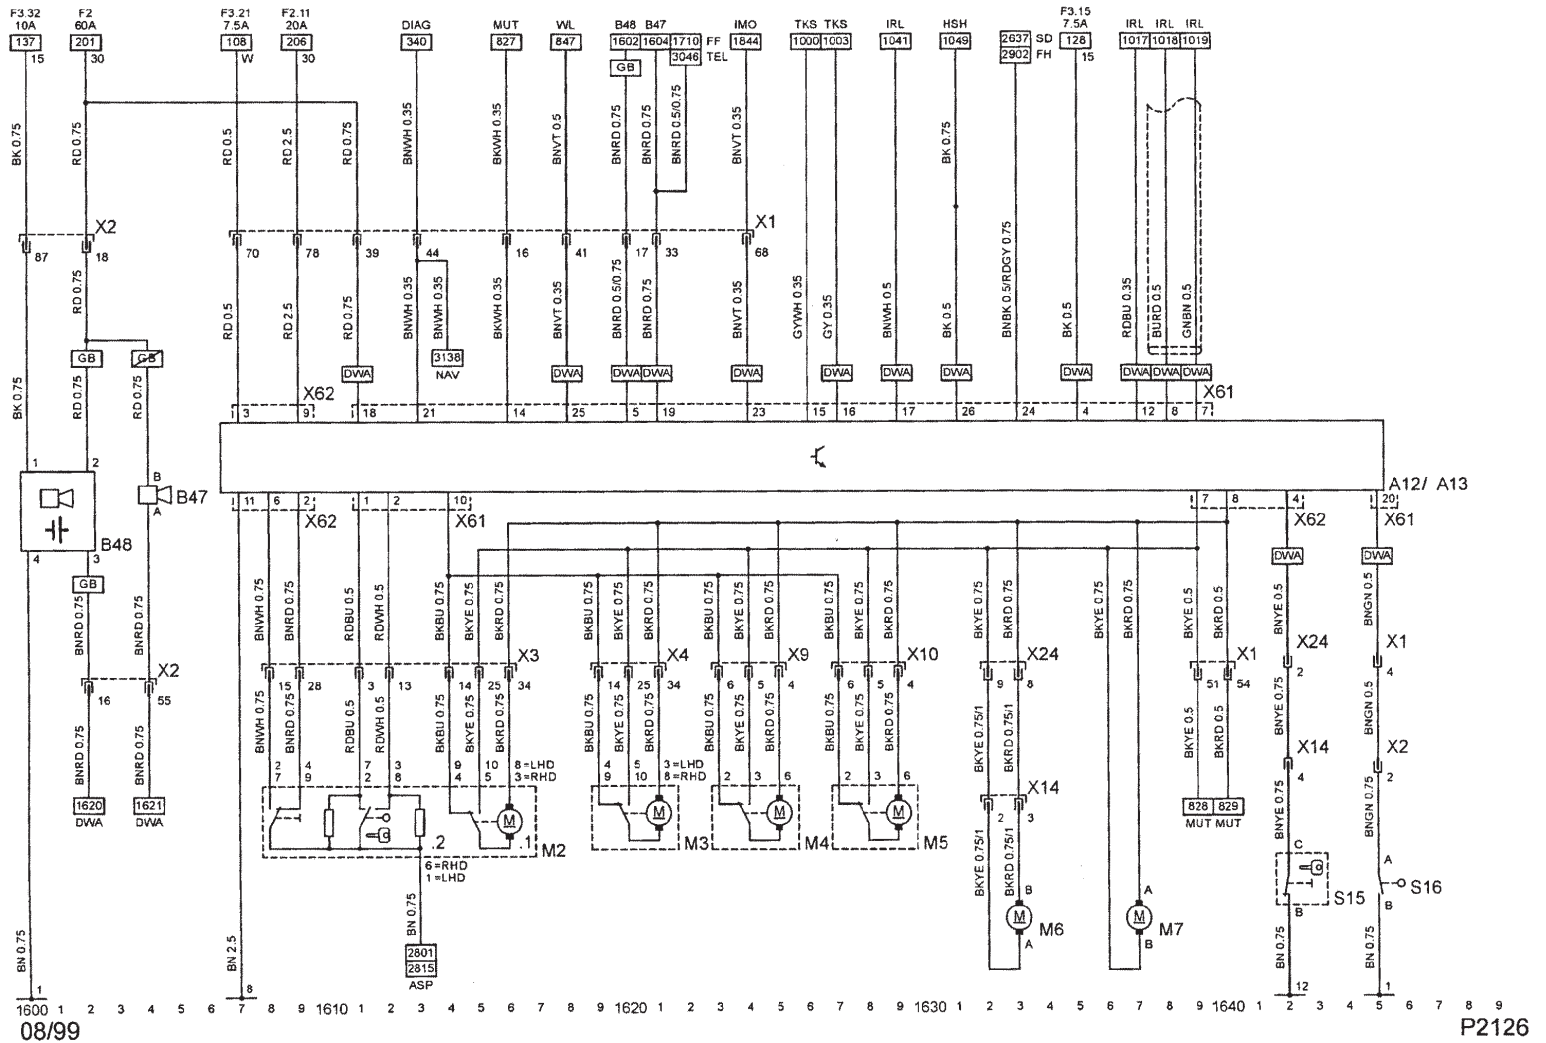 F3.32 F2 F3.21 F2.11 DIAG MUT WL B48 B47 IMO TKS TKS IRL HSH F3.15 IRL IRL IRL
10A 60A 7.5A 20A 7.5A
137 201 108 206 340 827 847 1602 1604 1710 FF 1844 1000 1003 1041 1049 2637 SD 128 1017 1018 1019
15 30 W 30 GB 3046 TEL 2902 FH 15
BK 0.75 RD 0.75 RD 0.5 RD 2.5 RD 0.75 BNWH 0.35 BKWH 0.35 BNVT 0.5 BNRD 0.75 BNRD 0.75 BNRD 0.5/0.75 BNVT 0.35 BK 0.75
X2 X1
87 18 70 78 39 44 16 41 17 33 68
RD 0.75 RD 0.5 RD 2.5 RD 0.75 BNWH 0.35 BNWH 0.35 BKWH 0.35 BNVT 0.5 BNRD 0.5/0.75 BNRD 0.75 BNVT 0.35 GYWH 0.35 GY 0.35 BNWH 0.5 BK 0.5 BNBK 0.5/RDGY 0.75 BK 0.5 RDBU 0.35 BURD 0.5 GNBN 0.5
GB GB 3138
NAV
DWA DWA DWA DWA DWA DWA DWA DWA DWA DWA DWA DWA
BK 0.75 RD 0.75 RD 0.75 X62 X61
3 9 18 21 14 25 5 19 23 15 16 17 26 24 4 12 8 7
1 2
B B47 A12/ A13
A
11 6 2 1 2 10 7 8 4 20
X62 X61 X62 X61
B48
4 3
GB DWA DWA
BNRD 0.75 BNRD 0.75 BNWH 0.75 BNRD 0.75 RDBU 0.5 RDWH 0.5 BKBU 0.75 BKYE 0.75 BKRD 0.75 BKBU 0.75 BKYE 0.75 BKRD 0.75 BKBU 0.75 BKYE 0.75 BKRD 0.75 BKBU 0.75 BKYE 0.75 BKRD 0.75 BKYE 0.75 BKRD 0.75 BKYE 0.75 BKRD 0.75 BKYE 0.5 BKRD 0.5 BNYE 0.5 BNGN 0.5
X2 X3 X4 X9 X10 X24 X1 X24 X1
16 55 15 28 3 13 14 25 34 14 25 34 6 5 4 6 5 4 9 8 51 54 2 4
BNRD 0.75 BNRD 0.75 BNWH 0.75 BNRD 0.75 RDBU 0.5 RDWH 0.5 BKBU 0.75 BKYE 0.75 BKRD 0.75 BKBU 0.75 BKYE 0.75 BKRD 0.75 BKBU 0.75 BKYE 0.75 BKRD 0.75 BKBU 0.75 BKYE 0.75 BKRD 0.75 BKYE 0.75/1 BKRD 0.75/1 BKYE 0.5 BKRD 0.5 BNYE 0.75 BNGN 0.5
X14 X2
4 2
2 4 7 3 9 10 8=LHD 4 5 3=LHD
7 9 2 8 4 5 3=RHD 9 10 8=RHD 2 3 6 2 3 6
1620 1621 X14 828 829
DWA DWA 2 3 MUT MUT
M M M M
.2 .1 M2 M3 M4 M5
6=RHD
1=LHD
BKYE 0.75/1 BKRD 0.75/1 BNYE 0.75 BNGN 0.75
C A
S15 S16
B B
B A
M M6 M M7
A B
BN 0.75 BN 2.5 BN 0.75 BN 0.75 BN 0.75
2801
2815
ASP
1 8 12 1
1600 1 2 3 4 5 6 7 8 9 1610 1 2 3 4 5 6 7 8 9 1620 1 2 3 4 5 6 7 8 9 1630 1 2 3 4 5 6 7 8 9 1640 1 2 3 4 5 6 7 8 9
08/99 P2126